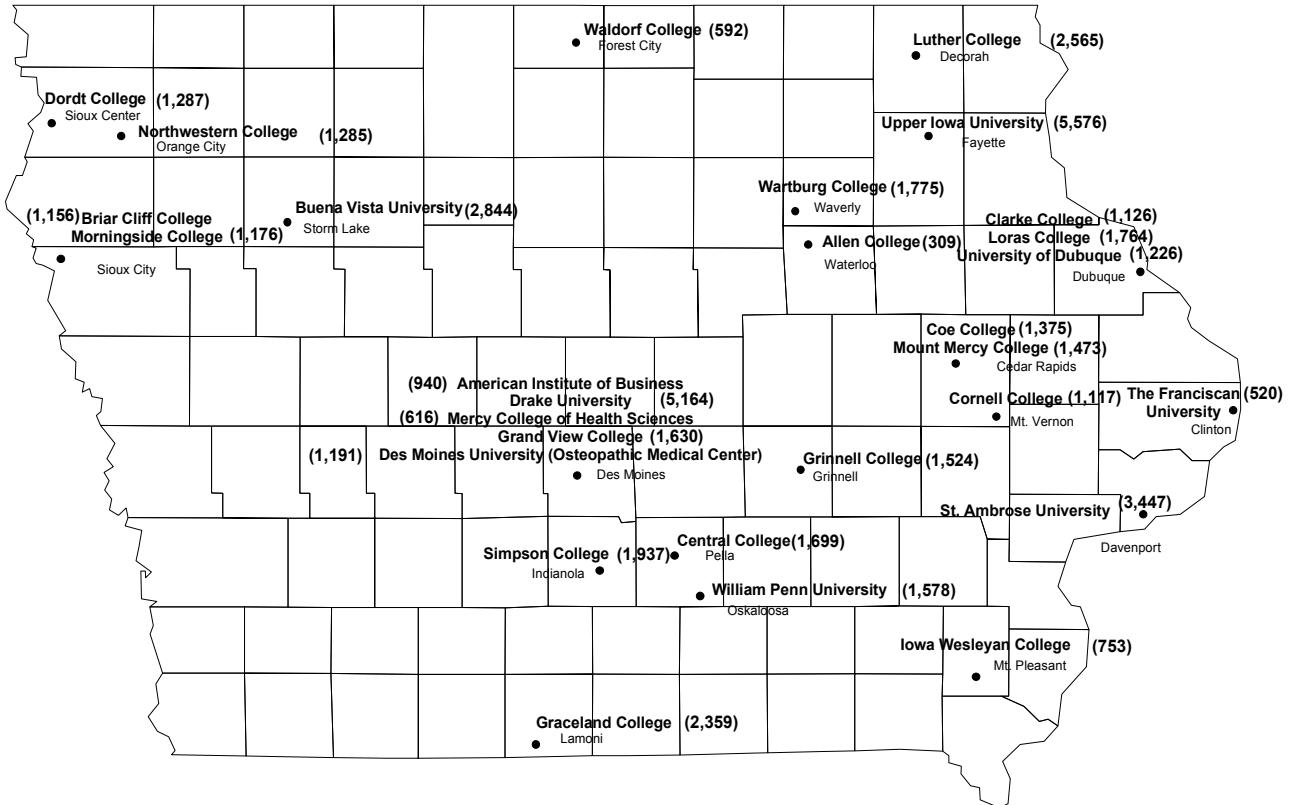 Waldorf College (592)
Forest City
Luther College (2,565)
Decorah
Dordt College (1,287)
Sioux Center
Northwestern College (1,285)
Orange City
Upper Iowa University (5,576)
Fayette
Wartburg College (1,775)
Waverly
(1,156) Briar Cliff College
Morningside College (1,176)
Sioux City
Buena Vista University (2,844)
Storm Lake
Allen College (309)
Waterloo
Clarke College (1,126)
Loras College (1,764)
University of Dubuque (1,226)
Dubuque
Coe College (1,375)
Mount Mercy College (1,473)
Cedar Rapids
(940) American Institute of Business
Drake University (5,164)
(616) Mercy College of Health Sciences
Grand View College (1,630)
(1,191) Des Moines University (Osteopathic Medical Center)
Des Moines
Cornell College (1,117)
Mt. Vernon
The Franciscan (520)
University
Clinton
Grinnell College (1,524)
Grinnell
St. Ambrose University (3,447)
Davenport
Simpson College (1,937)
Indianola
Central College (1,699)
Pella
William Penn University (1,578)
Oskaloosa
Iowa Wesleyan College (753)
Mt. Pleasant
Graceland College (2,359)
Lamoni